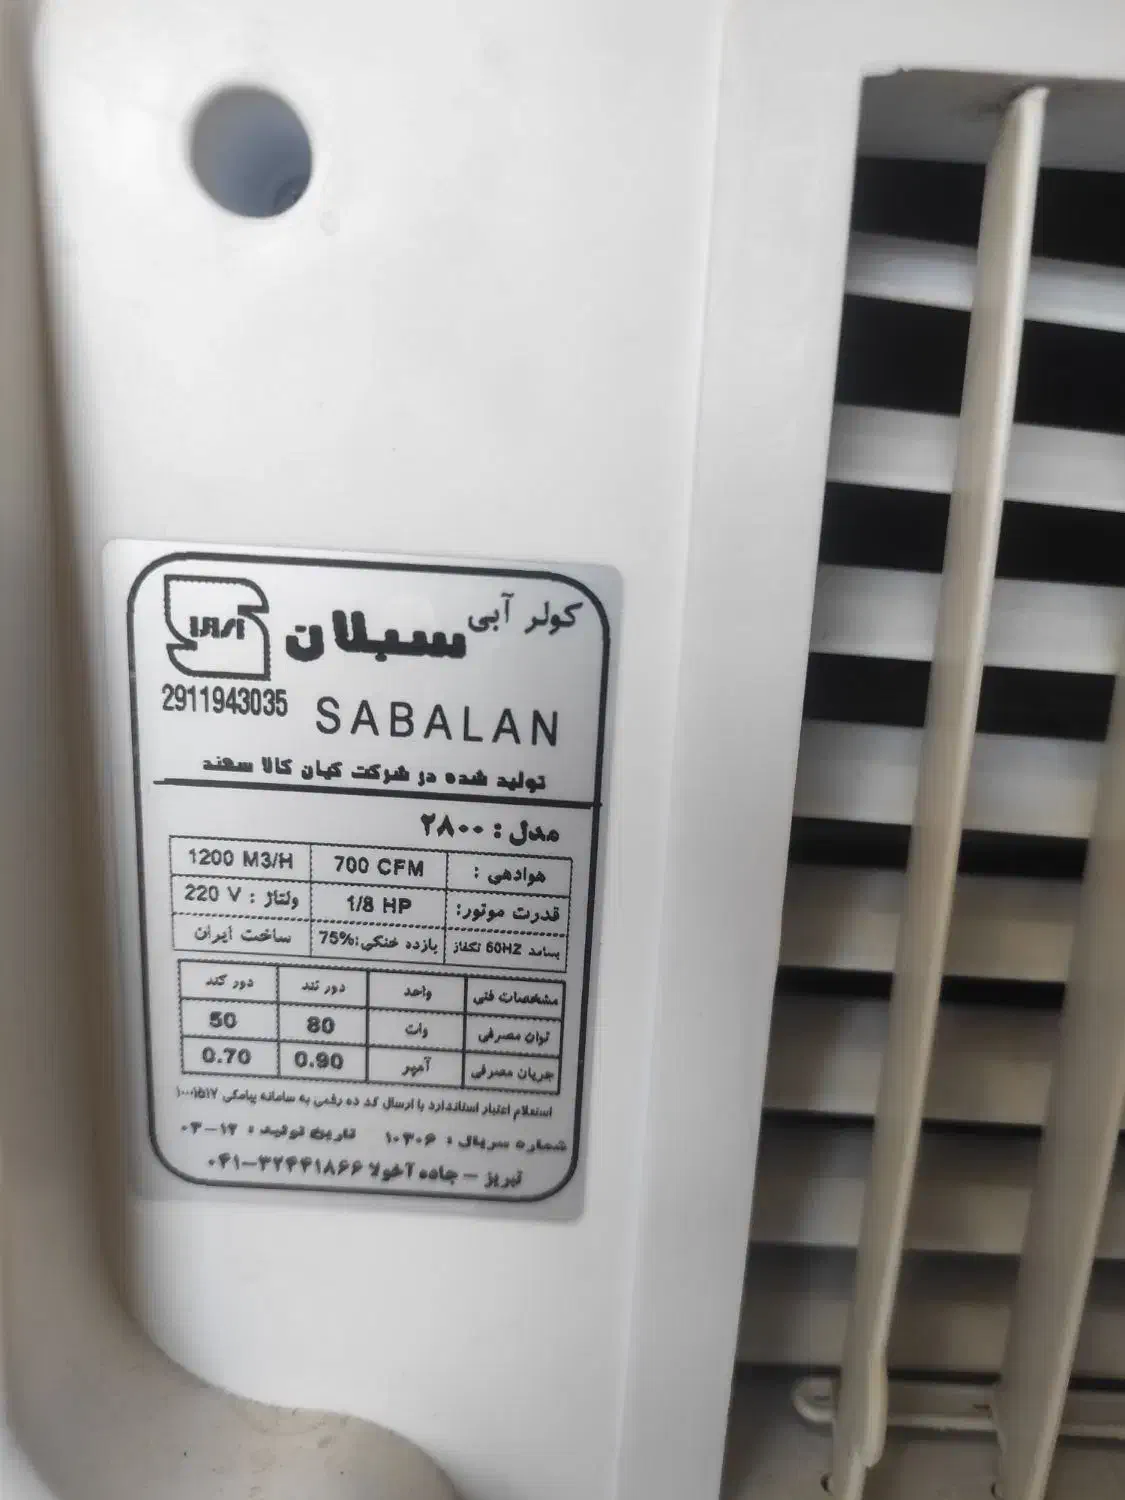 کولر آبی سبلان
ISIRI
2911943035
SABALAN
تولید شده در شرکت کیان کالا سهند
مدل : ۲۸۰۰
هوادهی : 700 CFM 1200 M3/H
قدرت موتور: 1/8 HP ولتاژ : 220 V
بسامد 60HZ تکفاز بازده خنکی:75% ساخت ایران
مشخصات فنی واحد دور تند دور کند
توان مصرفی وات 80 50
جریان مصرفی آمپر 0.90 0.70
استعلام اعتبار استاندارد با ارسال کد ده رقمی به سامانه پیامکی ۱۰۰۰۱۵۱۷
شماره سریال : ۱۰۳۰۶ تاریخ تولید : ۱۲-۰۳
تبریز - جاده آخولا ۳۲۴۴۱۸۶۶-۰۴۱